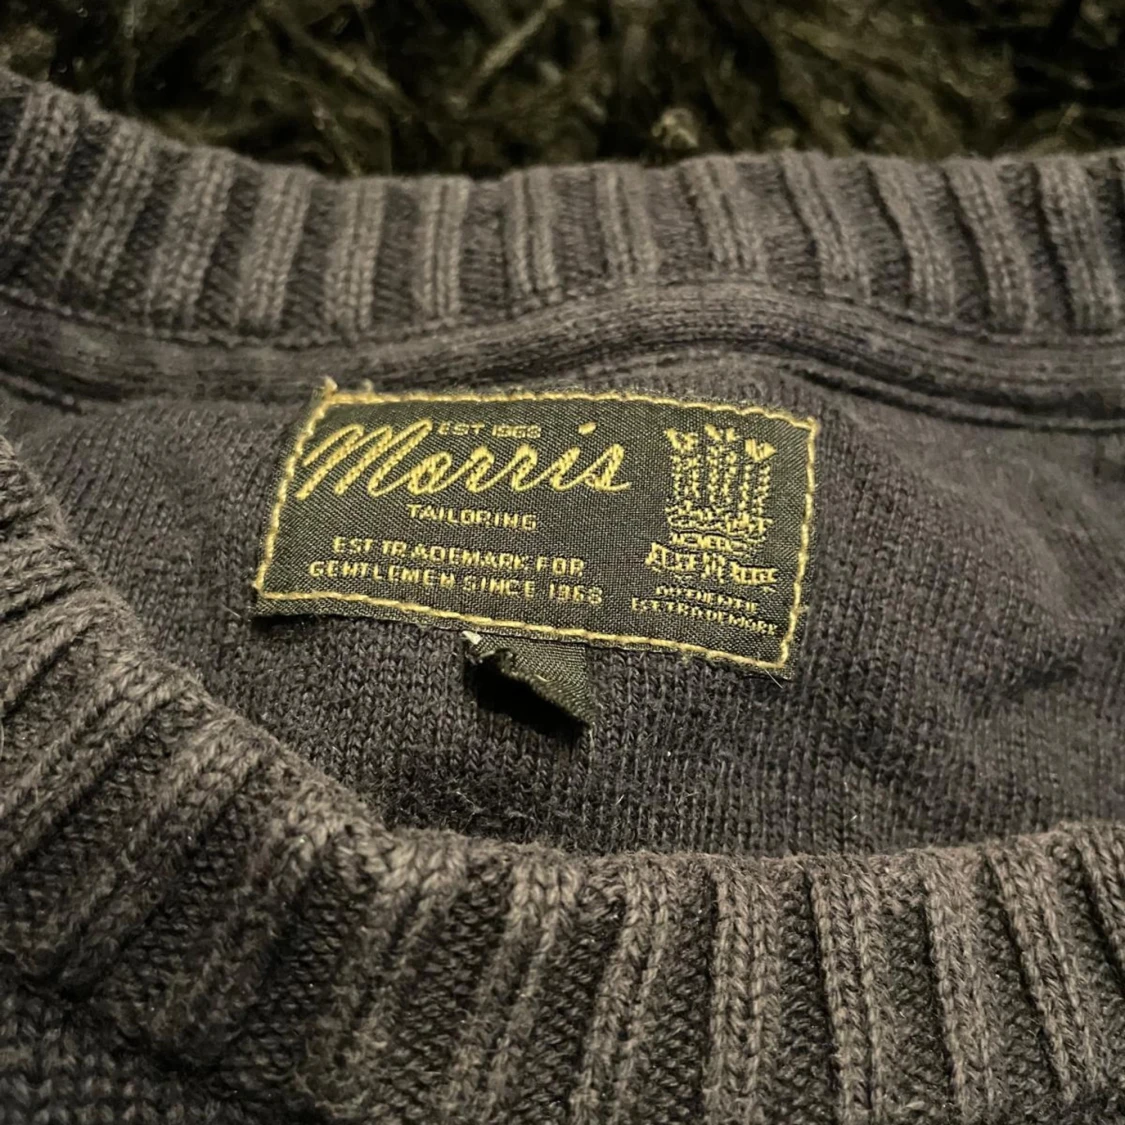 EST 1968
Morris
TAILORING
EST TRADEMARK FOR
GENTLEMEN SINCE 1968
AUTHENTIC
EST TRADEMARK